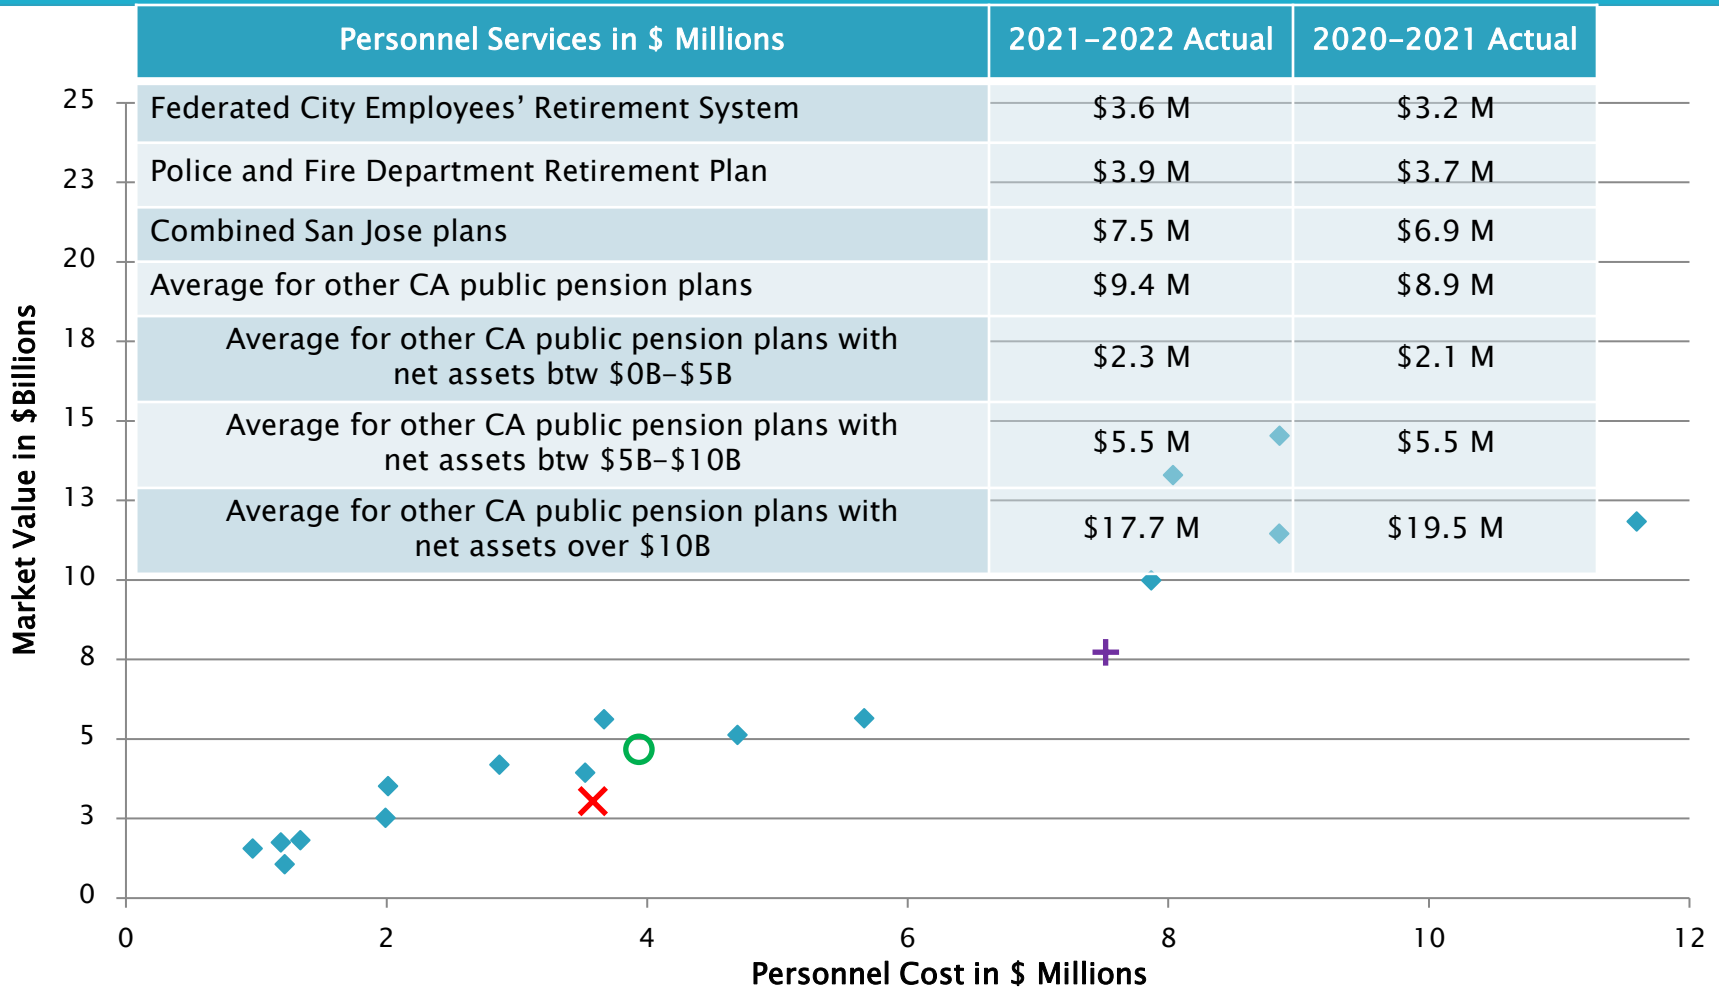 Personnel Services in $ Millions 2021-2022 Actual 2020-2021 Actual
Federated City Employees’ Retirement System $3.6 M $3.2 M
Police and Fire Department Retirement Plan $3.9 M $3.7 M
Combined San Jose plans $7.5 M $6.9 M
Average for other CA public pension plans $9.4 M $8.9 M
Average for other CA public pension plans with
net assets btw $0B-$5B $2.3 M $2.1 M
Average for other CA public pension plans with
net assets btw $5B-$10B $5.5 M $5.5 M
Average for other CA public pension plans with
net assets over $10B $17.7 M $19.5 M
Market Value in $Billions
25
23
20
18
15
13
10
8
5
3
0
0 2 4 6 8 10 12
Personnel Cost in $ Millions